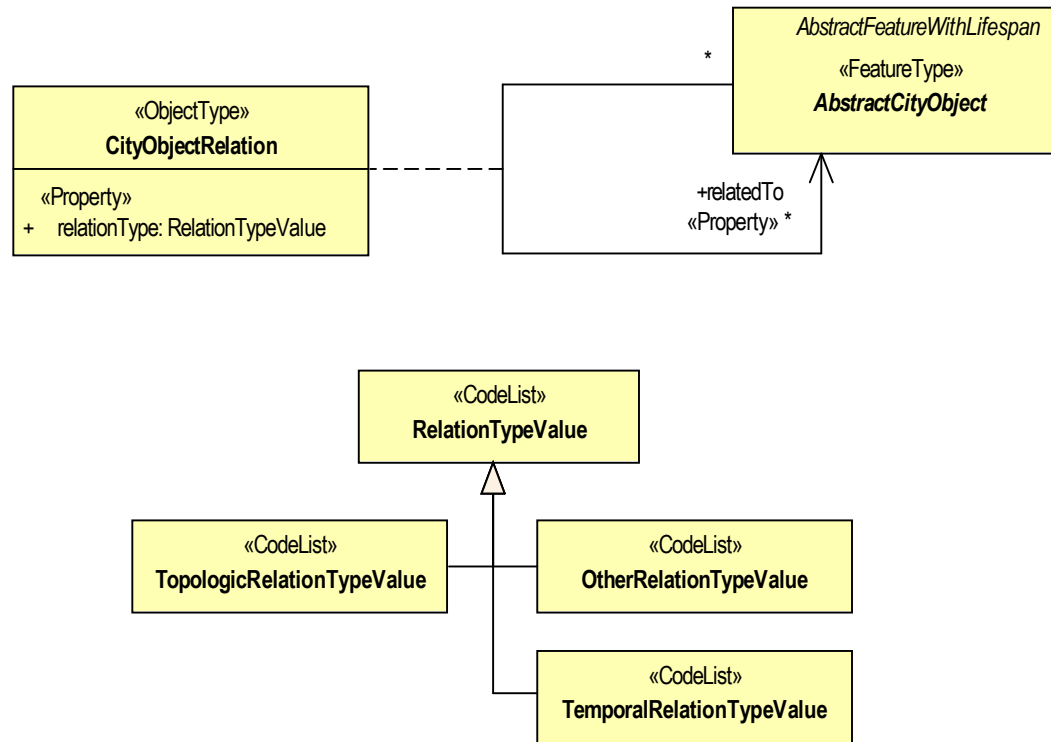 AbstractFeatureWithLifespan
«FeatureType»
AbstractCityObject
*
«ObjectType»
CityObjectRelation
«Property»
+ relationType: RelationTypeValue
+relatedTo
«Property» *
«CodeList»
RelationTypeValue
«CodeList»
TopologicRelationTypeValue
«CodeList»
OtherRelationTypeValue
«CodeList»
TemporalRelationTypeValue